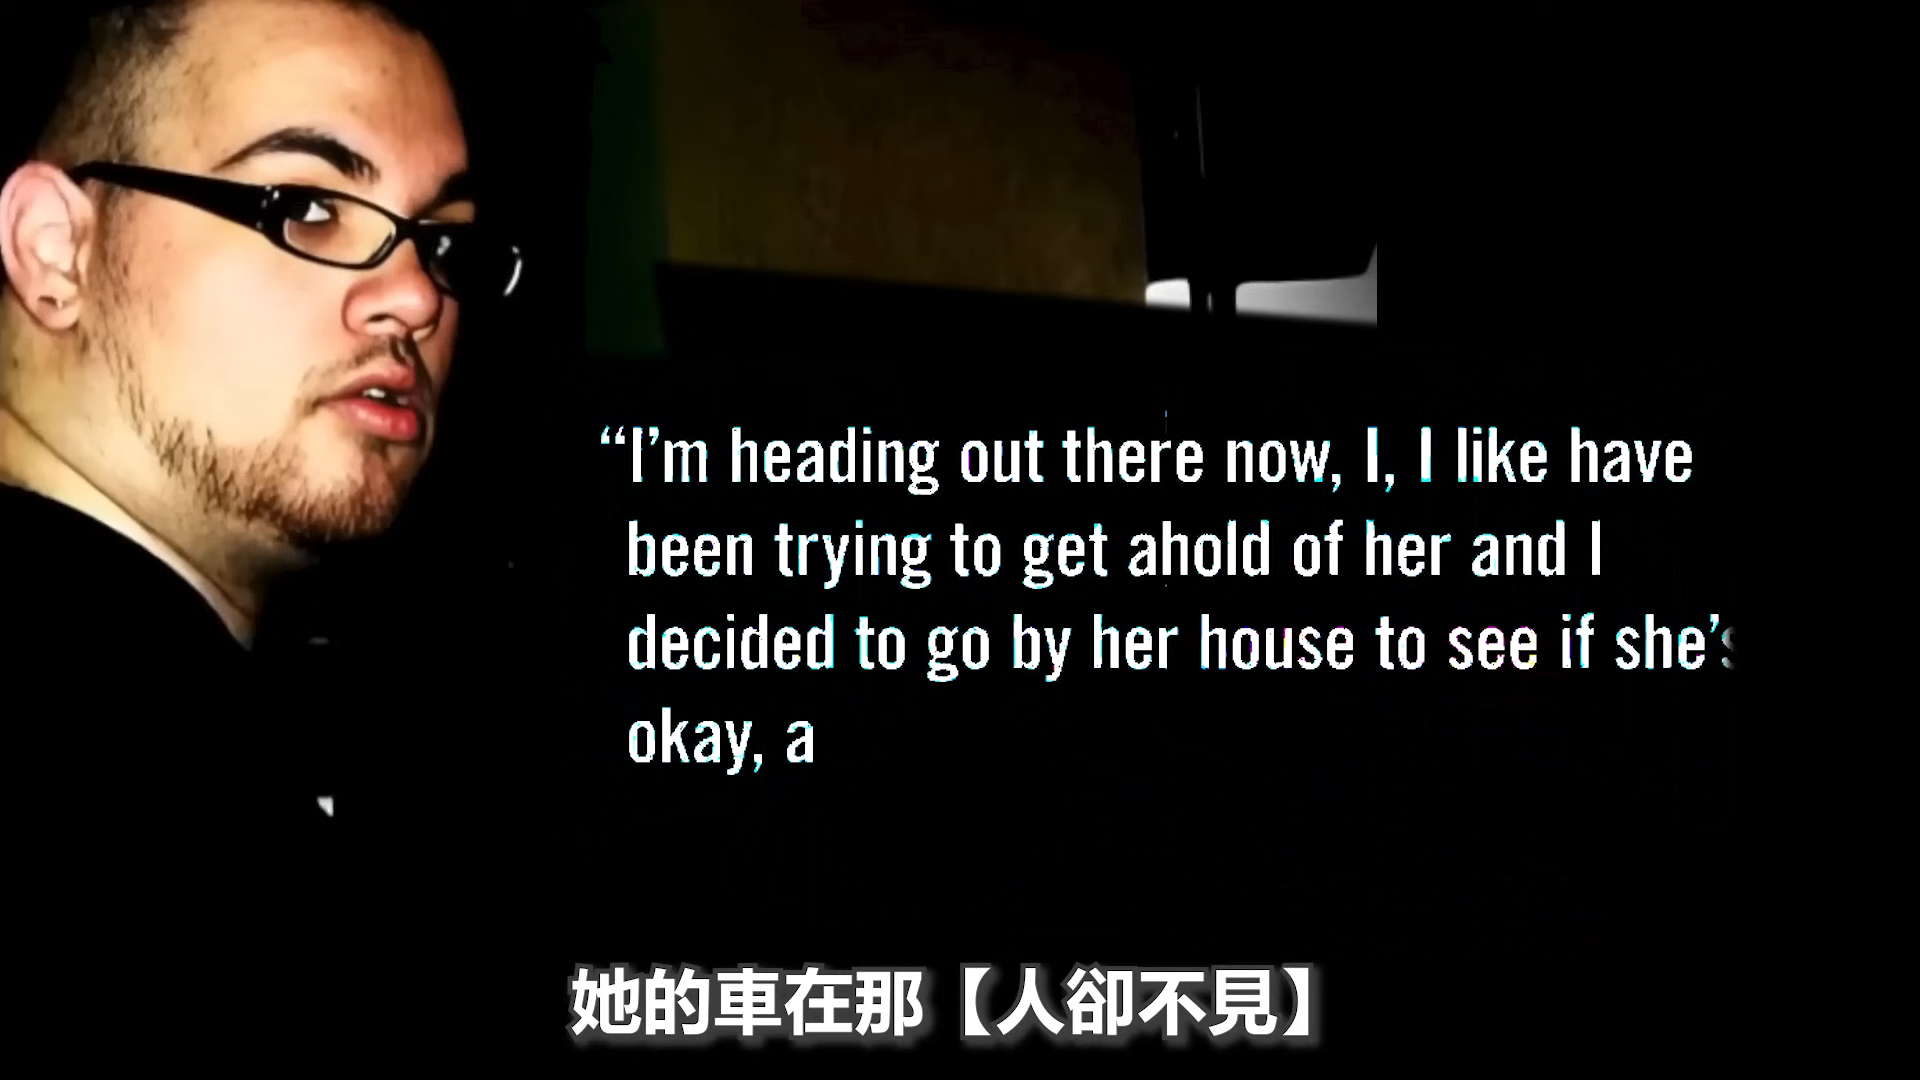 “I’m heading out there now, I, I like have
been trying to get ahold of her and I
decided to go by her house to see if she’s
okay, a
她的車在那【人卻不見】